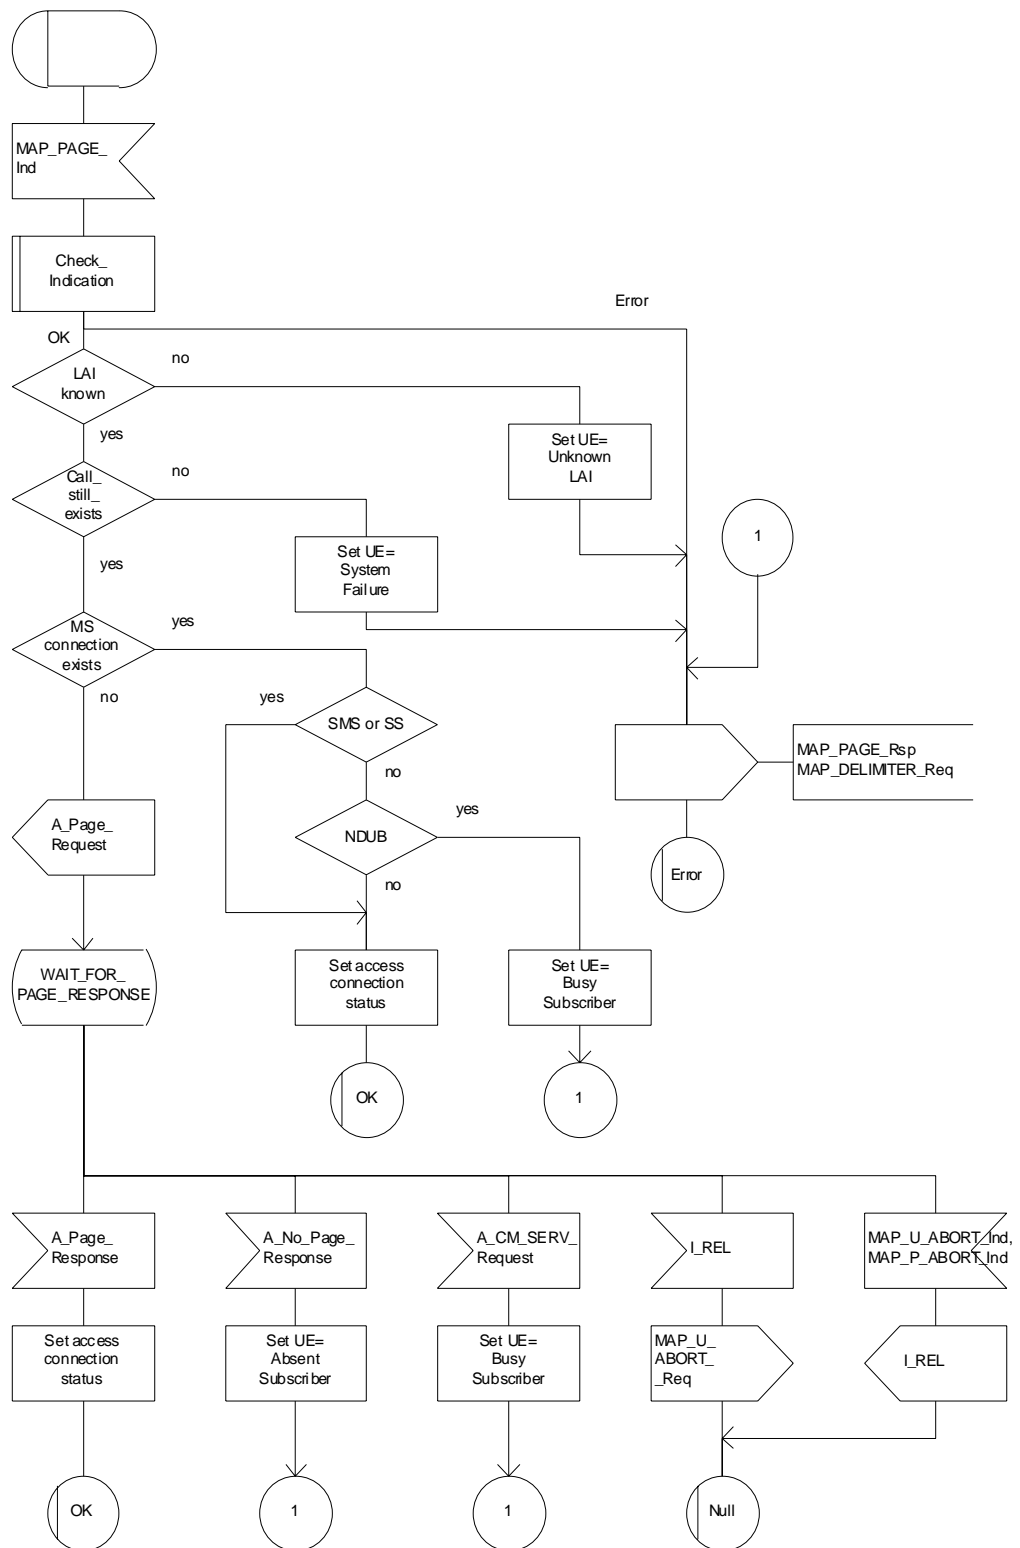 MAP_PAGE_
Ind
Check_
Indication
Error
OK
no
LAI
known
yes
Set UE=
Unknown
LAI
no
Call_
still_
exists
1
yes
Set UE=
System
Failure
yes
MS
connection
exists
no
yes
SMS or SS
no
MAP_PAGE_Rsp
MAP_DELIMITER_Req
A_Page_
Request
yes
NDUB
no
Error
WAIT_FOR_
PAGE_RESPONSE
Set access
connection
status
Set UE=
Busy
Subscriber
OK
1
A_Page_
Response
A_No_Page_
Response
A_CM_SERV_
Request
I_REL
MAP_U_ABORT_Ind,
MAP_P_ABORT_Ind
Set access
connection
status
Set UE=
Absent
Subscriber
Set UE=
Busy
Subscriber
MAP_U_
ABORT_
_Req
I_REL
OK
1
1
Null